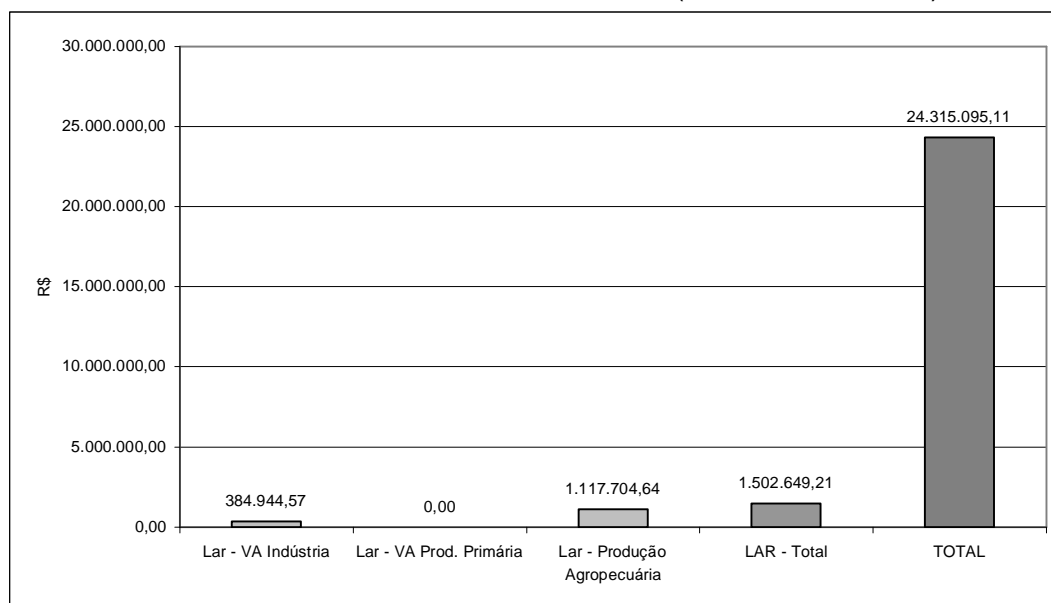 30.000.000,00
25.000.000,00
20.000.000,00
15.000.000,00
10.000.000,00
5.000.000,00
0,00
R$
384.944,57
0,00
1.117.704,64
1.502.649,21
24.315.095,11
Lar - VA Indústria
Lar - VA Prod. Primária
Lar - Produção
Agropecuária
LAR - Total
TOTAL